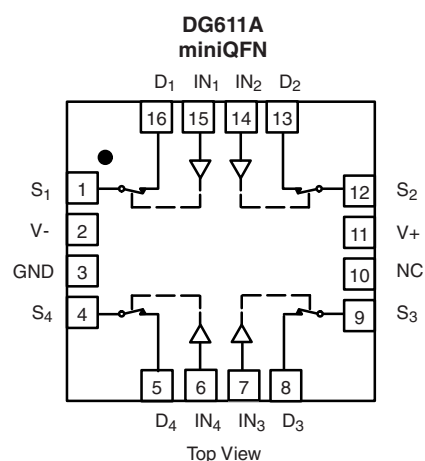 DG611A
miniQFN
D1 IN1 IN2 D2
16 15 14 13
S1 1 12 S2
V- 2 11 V+
GND 3 10 NC
S4 4 9 S3
5 6 7 8
D4 IN4 IN3 D3
Top View